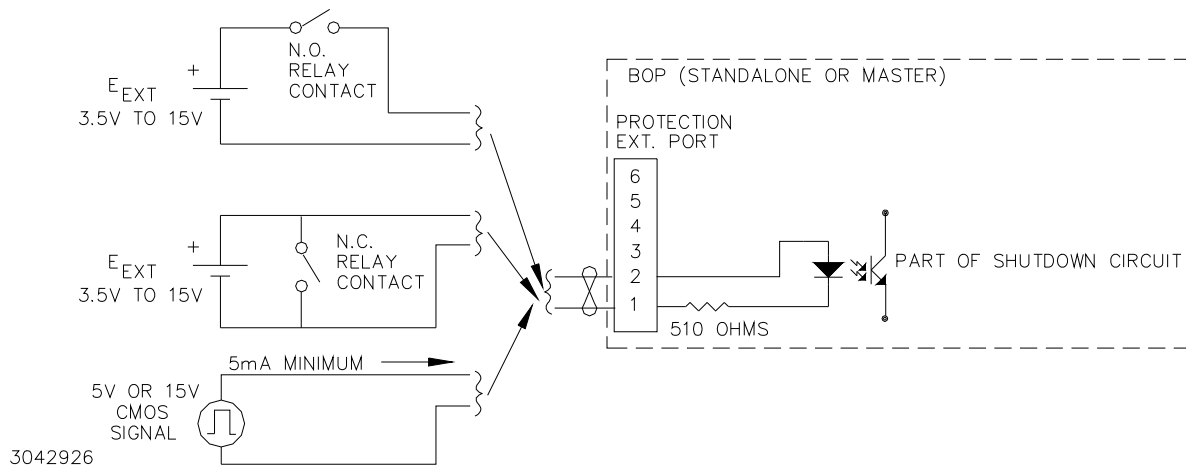 N.O.
RELAY
CONTACT
+
E EXT
3.5V TO 15V
N.C.
RELAY
CONTACT
+
E EXT
3.5V TO 15V
5mA MINIMUM
5V OR 15V
CMOS
SIGNAL
3042926
BOP (STANDALONE OR MASTER)
PROTECTION
EXT. PORT
6
5
4
3
2
1
510 OHMS
PART OF SHUTDOWN CIRCUIT